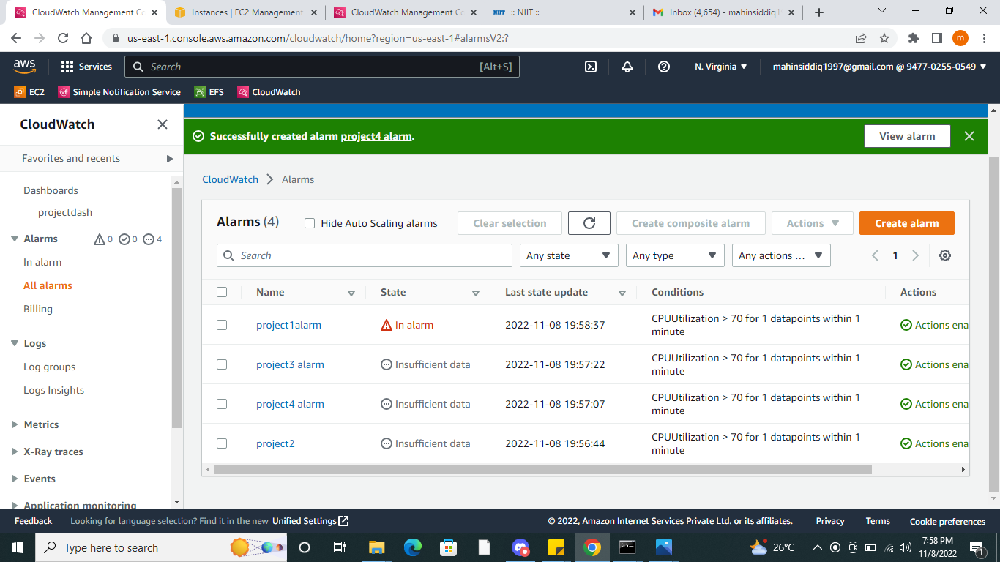 CloudWatch Management Co
Instances | EC2 Management
CloudWatch Management Co
NIIT :: NIIT ::
Inbox (4,654) - mahinsiddiq1
us-east-1.console.aws.amazon.com/cloudwatch/home?region=us-east-1#alarmsV2:?
m
aws
Services
Search
[Alt+S]
N. Virginia
mahinsiddiq1997@gmail.com @ 9477-0255-0549
EC2
Simple Notification Service
EFS
CloudWatch
CloudWatch
Favorites and recents
Dashboards
projectdash
Alarms 0 0 4
In alarm
All alarms
Billing
Logs
Log groups
Logs Insights
Metrics
X-Ray traces
Events
Application monitoring
Successfully created alarm project4 alarm.
View alarm
CloudWatch
Alarms
Alarms (4)
Hide Auto Scaling alarms
Clear selection
Create composite alarm
Actions
Create alarm
Search
Any state
Any type
Any actions ...
1
Name
State
Last state update
Conditions
Actions
project1alarm
In alarm
2022-11-08 19:58:37
CPUUtilization > 70 for 1 datapoints within 1
minute
Actions ena
project3 alarm
Insufficient data
2022-11-08 19:57:22
CPUUtilization > 70 for 1 datapoints within 1
minute
Actions ena
project4 alarm
Insufficient data
2022-11-08 19:57:07
CPUUtilization > 70 for 1 datapoints within 1
minute
Actions ena
project2
Insufficient data
2022-11-08 19:56:44
CPUUtilization > 70 for 1 datapoints within 1
minute
Actions ena
Feedback
Looking for language selection? Find it in the new Unified Settings
© 2022, Amazon Internet Services Private Ltd. or its affiliates.
Privacy
Terms
Cookie preferences
Type here to search
26°C
7:58 PM
11/8/2022
1